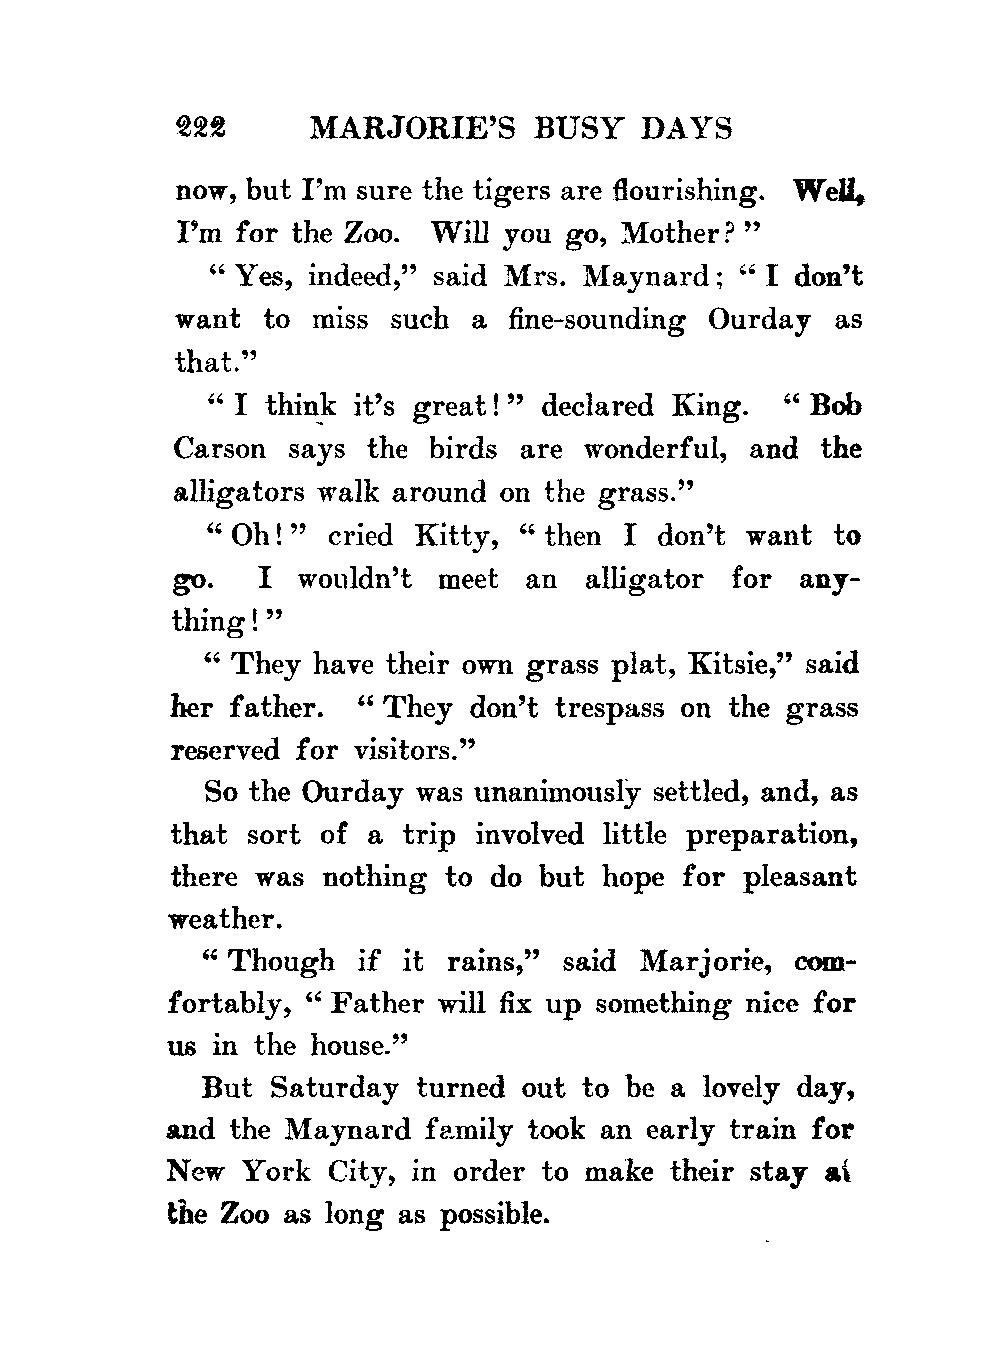 222 MARJORIE'S BUSY DAYS
now, but I'm sure the tigers are flourishing. Well,
I'm for the Zoo. Will you go, Mother?"
"Yes, indeed," said Mrs. Maynard; "I don't
want to miss such a fine-sounding Ourday as
that."
"I think it's great!" declared King. "Bob
Carson says the birds are wonderful, and the
alligators walk around on the grass."
"Oh!" cried Kitty, "then I don't want to
go. I wouldn't meet an alligator for any-
thing!"
"They have their own grass plat, Kitsie," said
her father. "They don't trespass on the grass
reserved for visitors."
So the Ourday was unanimously settled, and, as
that sort of a trip involved little preparation,
there was nothing to do but hope for pleasant
weather.
"Though if it rains," said Marjorie, com-
fortably, "Father will fix up something nice for
us in the house."
But Saturday turned out to be a lovely day,
and the Maynard family took an early train for
New York City, in order to make their stay at
the Zoo as long as possible.